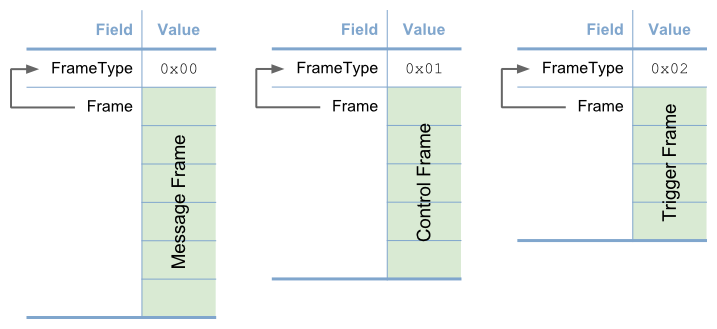 Field Value
FrameType 0x00
Frame
Message Frame
Field Value
FrameType 0x01
Frame
Control Frame
Field Value
FrameType 0x02
Frame
Trigger Frame